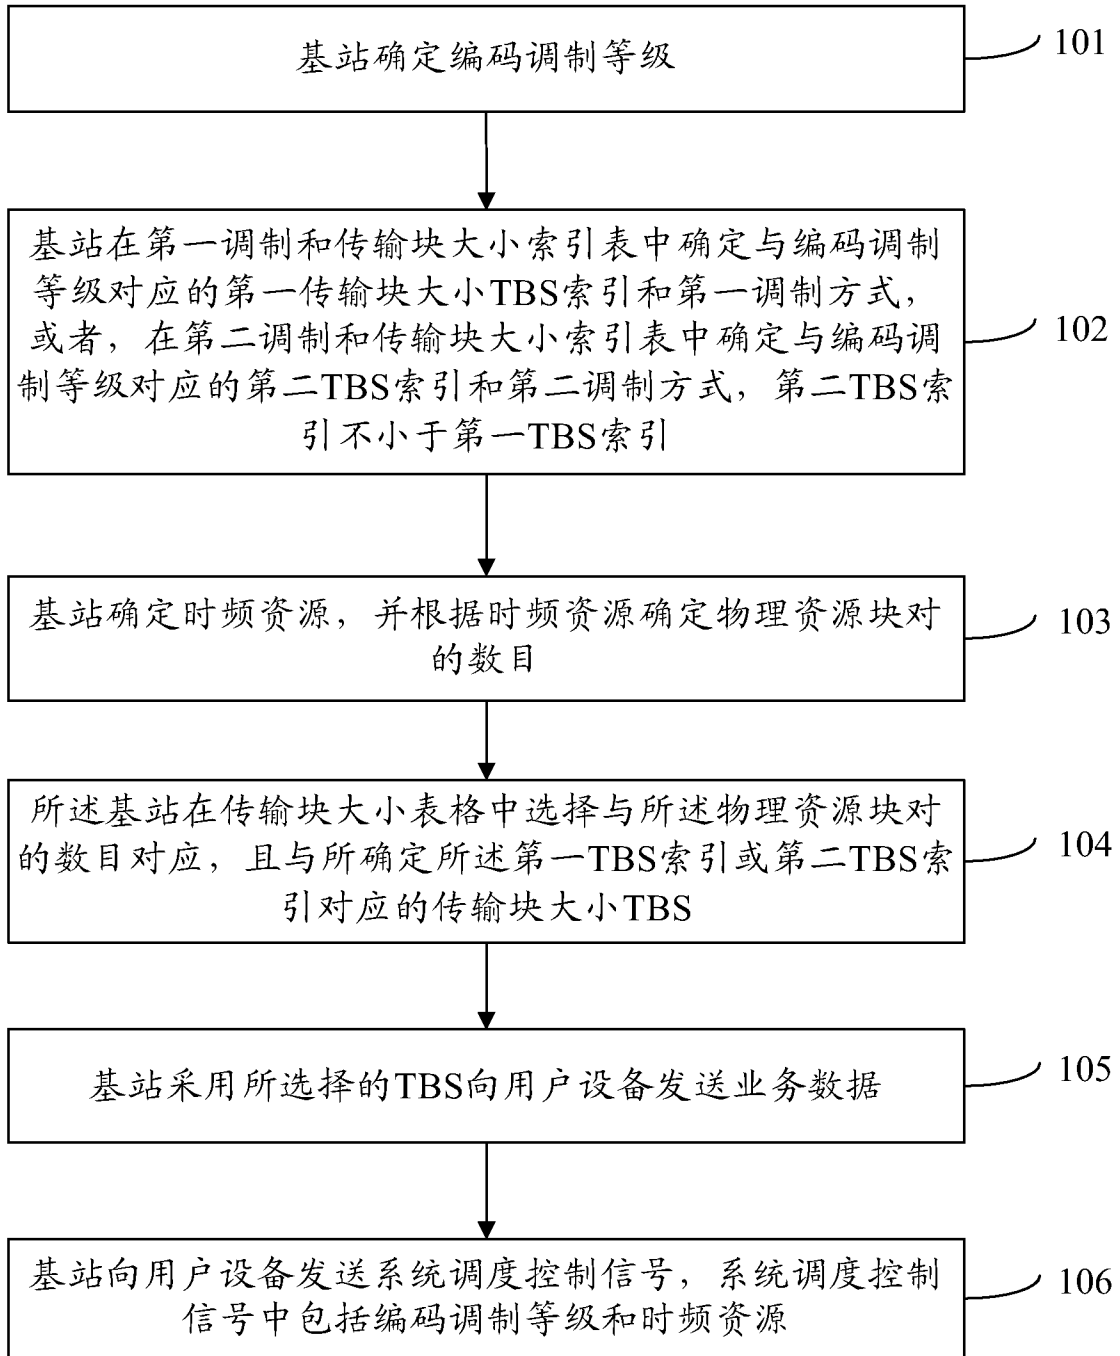 基站确定编码调制等级
101
基站在第一调制和传输块大小索引表中确定与编码调制
等级对应的第一传输块大小TBS索引和第一调制方式，
或者，在第二调制和传输块大小索引表中确定与编码调
制等级对应的第二TBS索引和第二调制方式，第二TBS索
引不小于第一TBS索引
102
基站确定时频资源，并根据时频资源确定物理资源块对
的数目
103
所述基站在传输块大小表格中选择与所述物理资源块对
的数目对应，且与所确定所述第一TBS索引或第二TBS索
引对应的传输块大小TBS
104
基站采用所选择的TBS向用户设备发送业务数据
105
基站向用户设备发送系统调度控制信号，系统调度控制
信号中包括编码调制等级和时频资源
106